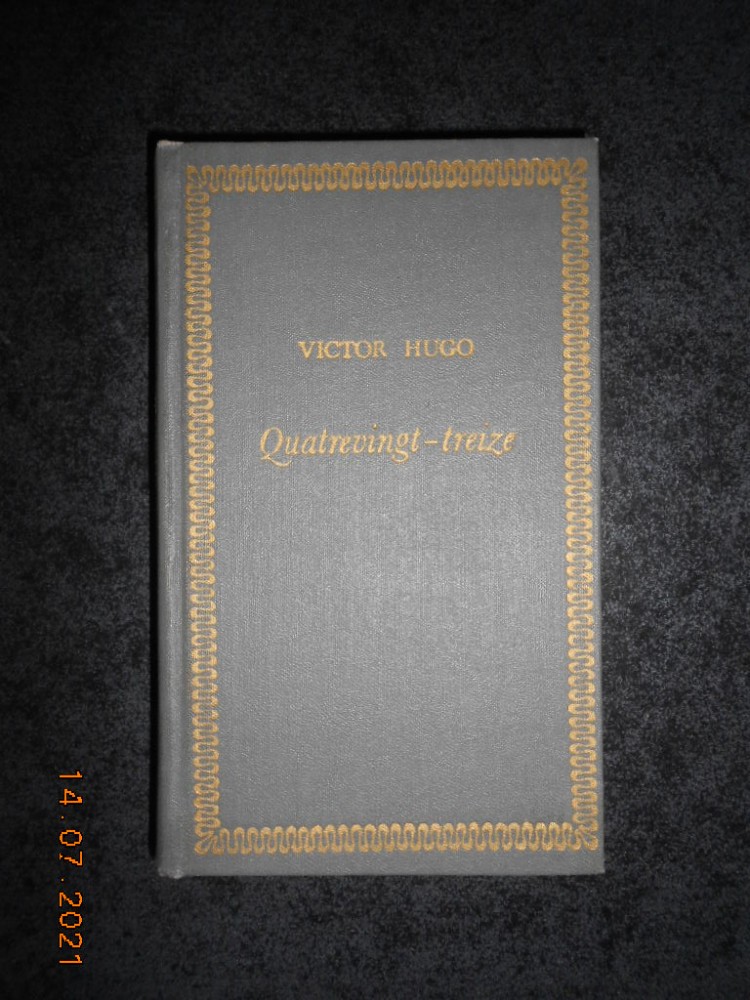 VICTOR HUGO
Quatrevingt-treize
14.07.2021